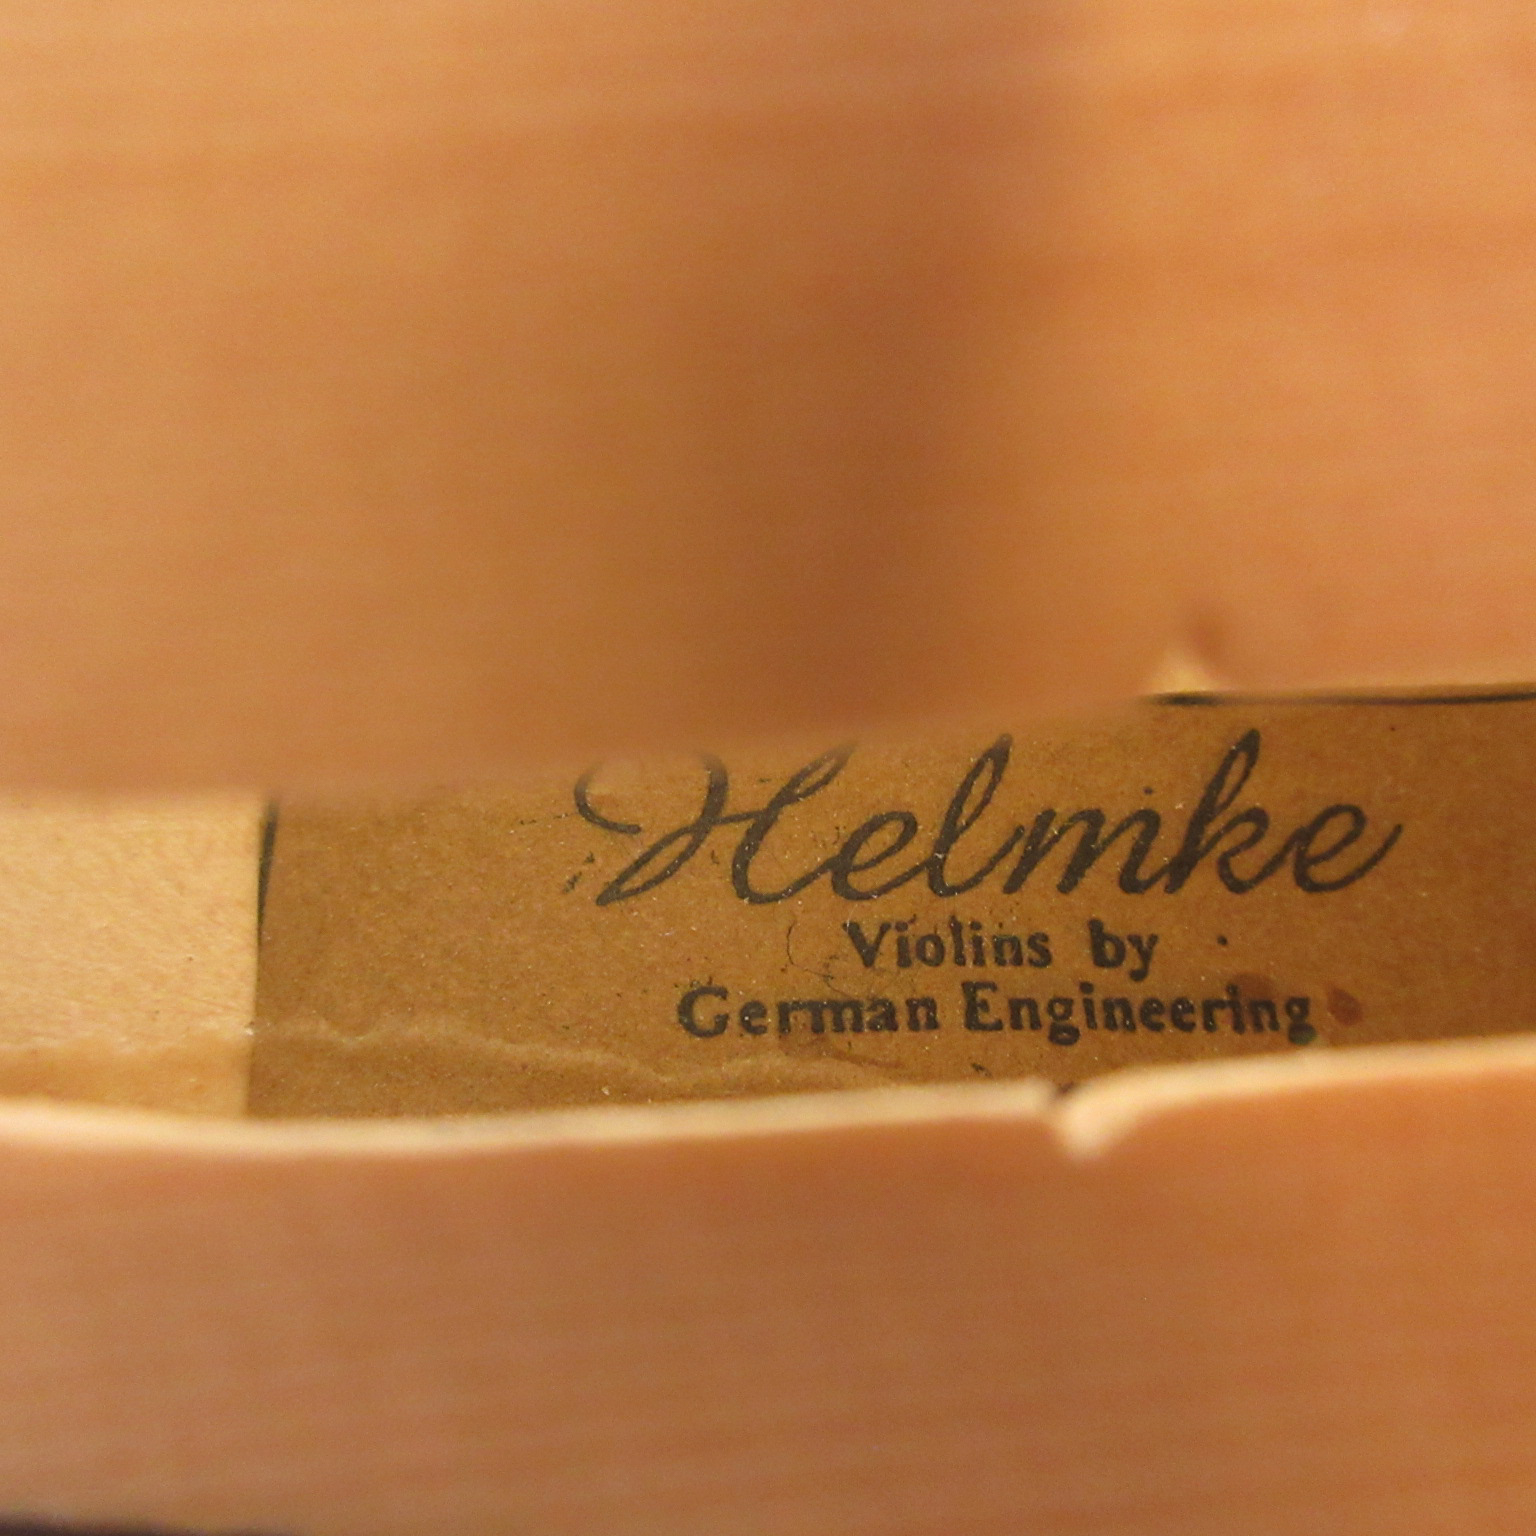 Helmke
Violins by
German Engineering